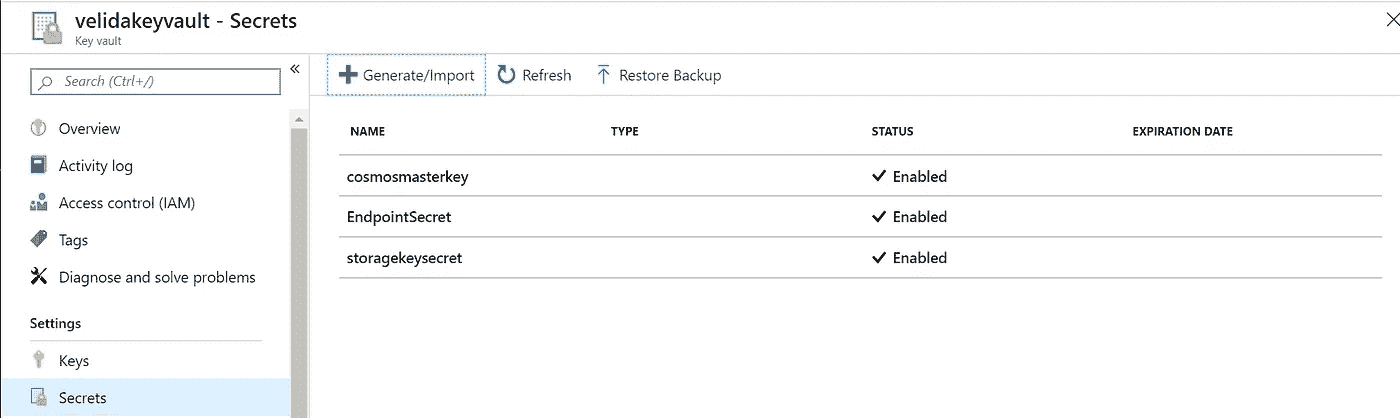 velidakeyvault - Secrets
Key vault
Search (Ctrl+/)
«
Overview
Activity log
Access control (IAM)
Tags
Diagnose and solve problems
Settings
Keys
Secrets
Generate/Import Refresh Restore Backup
NAME TYPE STATUS EXPIRATION DATE
cosmosmasterkey Enabled
EndpointSecret Enabled
storagekeysecret Enabled